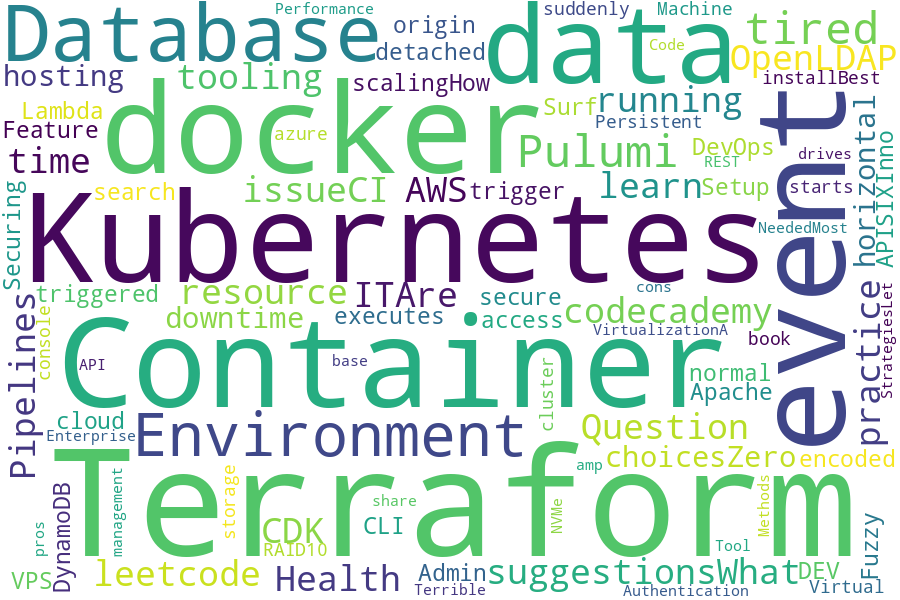 Performance
suddenly
Machine
Database
origin
data
tired
detached
Code
OpenLDAP
hosting
tooling
scalingHow
installBest
docker
Lambda
Surf
running
event
horizontal
Feature
azure
Persistent
APISIXInno
time
Pulumi
DevOps
drives
REST
Securing
search
issueCI
AWS
trigger
learn
Setup
starts
Kubernetes
NeededMost
triggered
resource
ITAre
secure
cons
practice
StrategiesLet
Pipelines
console
downtime
executes
access
codecademy
Container
VirtualizationA
book
API
base
normal
cluster
Apache
cloud
Enterprise
Environment
Question
choicesZero
encoded
Terraform
amp
management
storage
DynamoDB
share
NVMe
Methods
pros
CDK
CLI
Fuzzy
RAID10
Tool
VPS
leetcode
Health
Admin
suggestionsWhat
DEV
Terrible
Authentication
Virtual